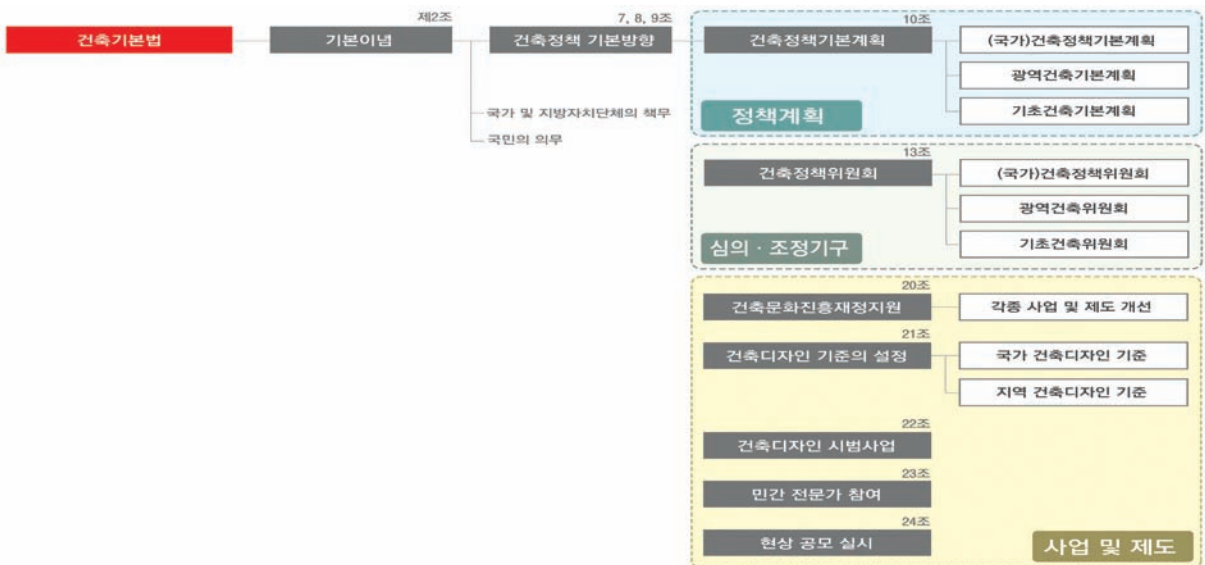 제2조
7, 8, 9조
10조
건축기본법
기본이념
건축정책 기본방향
건축정책기본계획
(국가)건축정책기본계획
광역건축기본계획
기초건축기본계획
국가 및 지방자치단체의 책무
국민의 의무
정책계획
13조
건축정책위원회
(국가)건축정책위원회
광역건축위원회
기초건축위원회
심의 · 조정기구
20조
건축문화진흥재정지원
각종 사업 및 제도 개선
21조
건축디자인 기준의 설정
국가 건축디자인 기준
지역 건축디자인 기준
22조
건축디자인 시범사업
23조
민간 전문가 참여
24조
현상 공모 실시
사업 및 제도